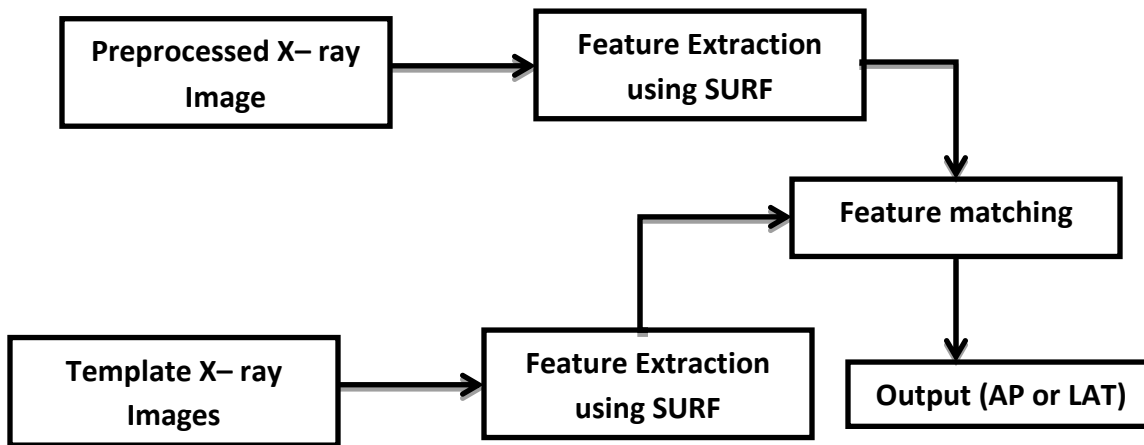 Preprocessed X– ray
Image
Feature Extraction
using SURF
Feature matching
Template X– ray
Images
Feature Extraction
using SURF
Output (AP or LAT)